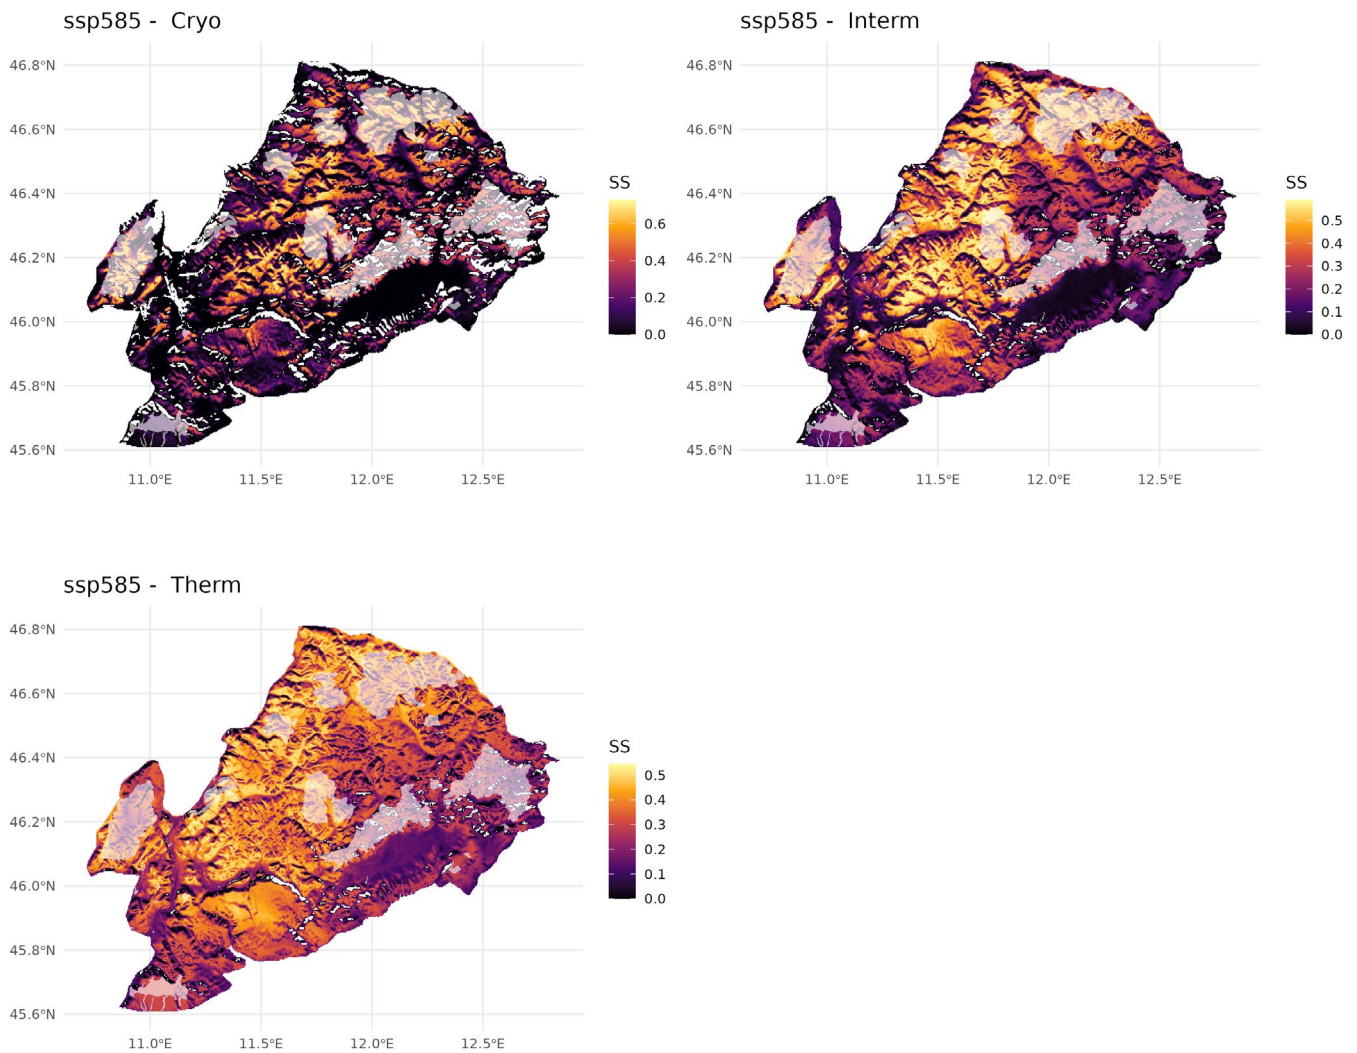 ssp585 -  Cryo
46.8°N
46.6°N
46.4°N
46.2°N
46.0°N
45.8°N
45.6°N
11.0°E
11.5°E
12.0°E
12.5°E
SS
0.6
0.4
0.2
0.0
ssp585 -  Interm
46.8°N
46.6°N
46.4°N
46.2°N
46.0°N
45.8°N
45.6°N
11.0°E
11.5°E
12.0°E
12.5°E
SS
0.5
0.4
0.3
0.2
0.1
0.0
ssp585 -  Therm
46.8°N
46.6°N
46.4°N
46.2°N
46.0°N
45.8°N
45.6°N
11.0°E
11.5°E
12.0°E
12.5°E
SS
0.5
0.4
0.3
0.2
0.1
0.0